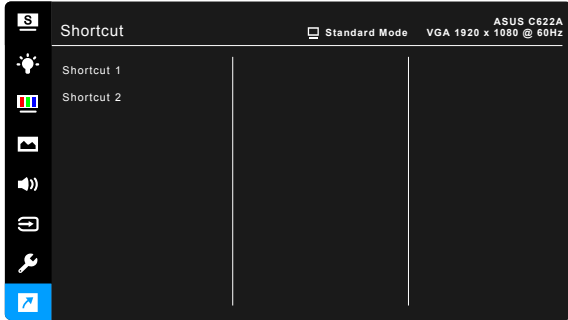 S
Shortcut
Standard Mode
ASUS C622A
VGA 1920 x 1080 @ 60Hz
Shortcut 1
Shortcut 2